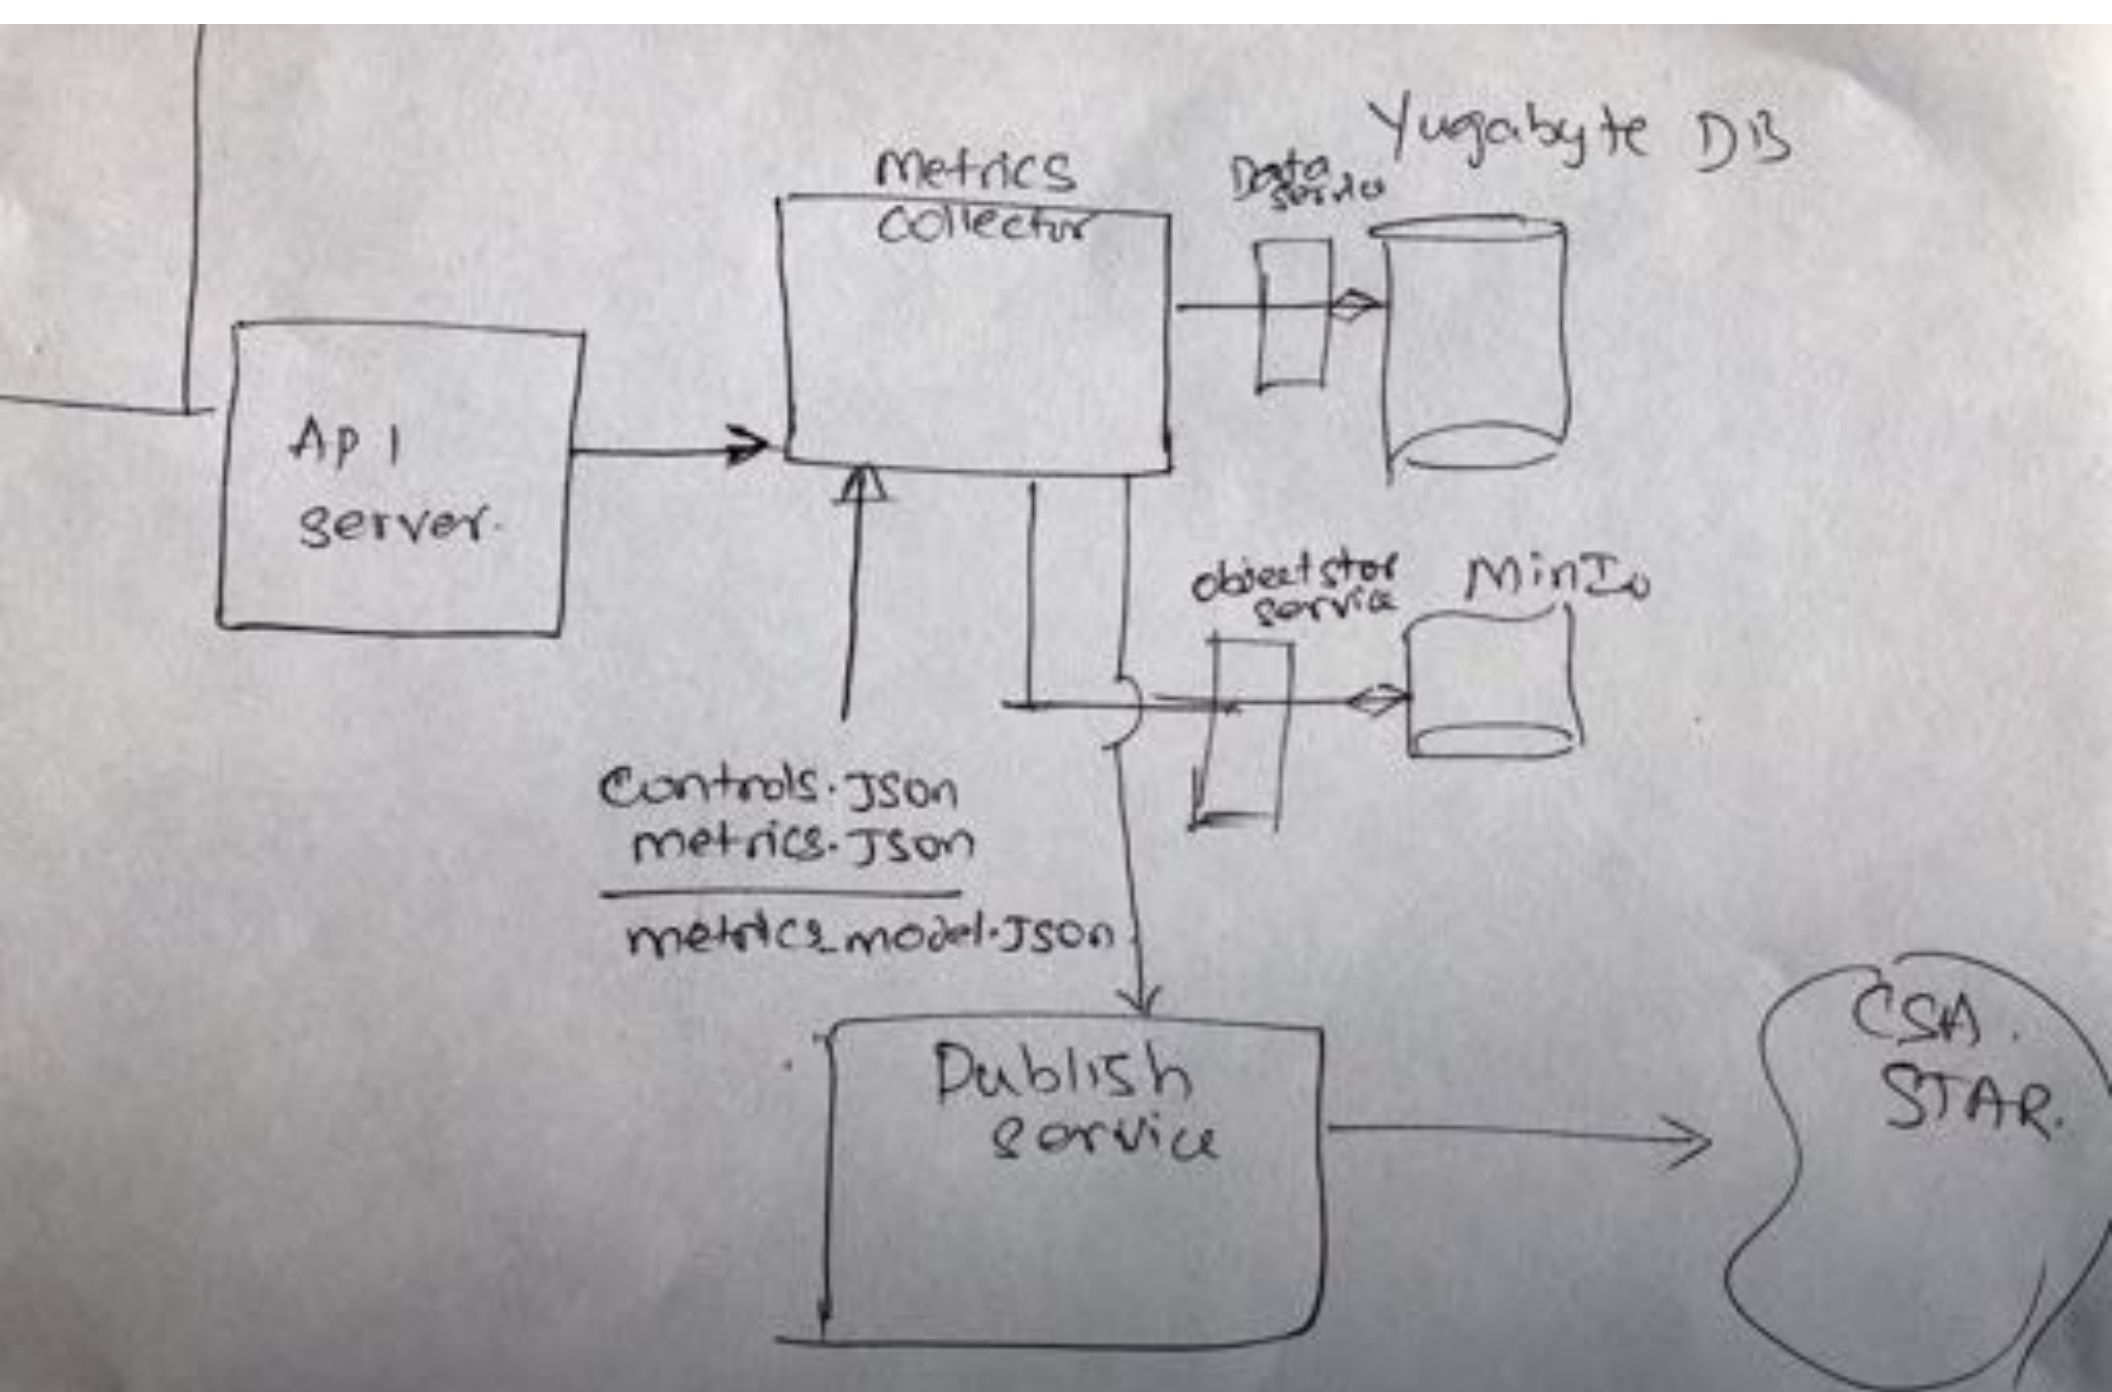 Yugabyte DB
Metrics
Collector
Data
service
API
server.
object stor
service
MinIo
Controls.Json
metrics.Json
metrics_model.Json
Publish
service
CSA.
STAR.